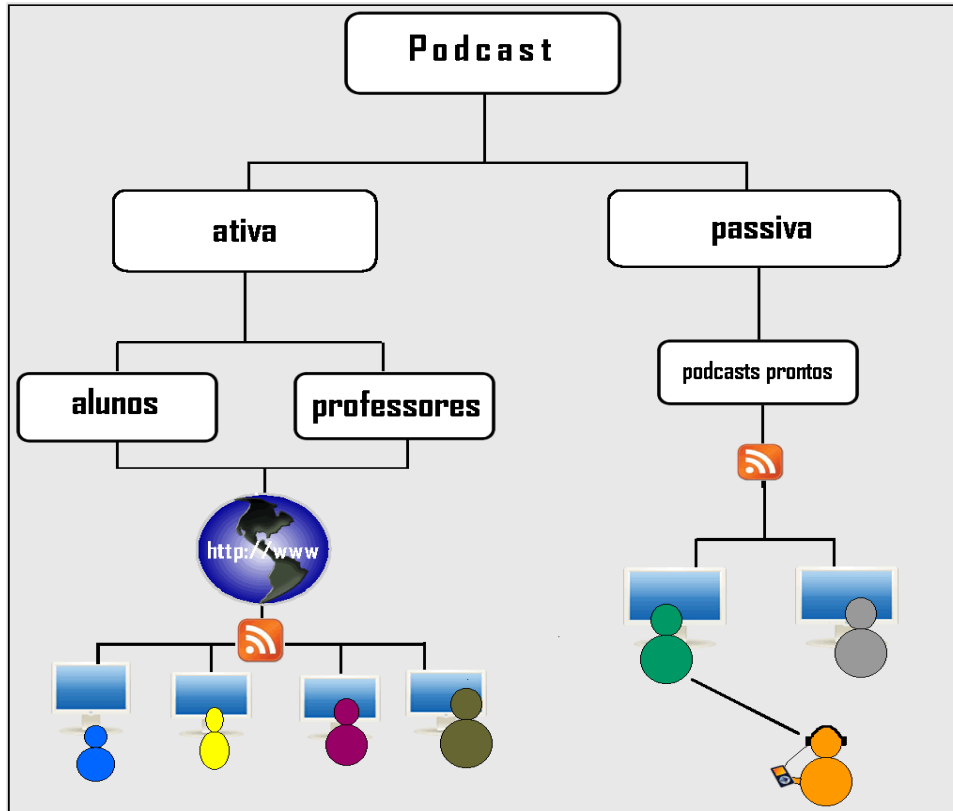 Podcast
ativa
passiva
alunos
professores
podcasts prontos
http://www